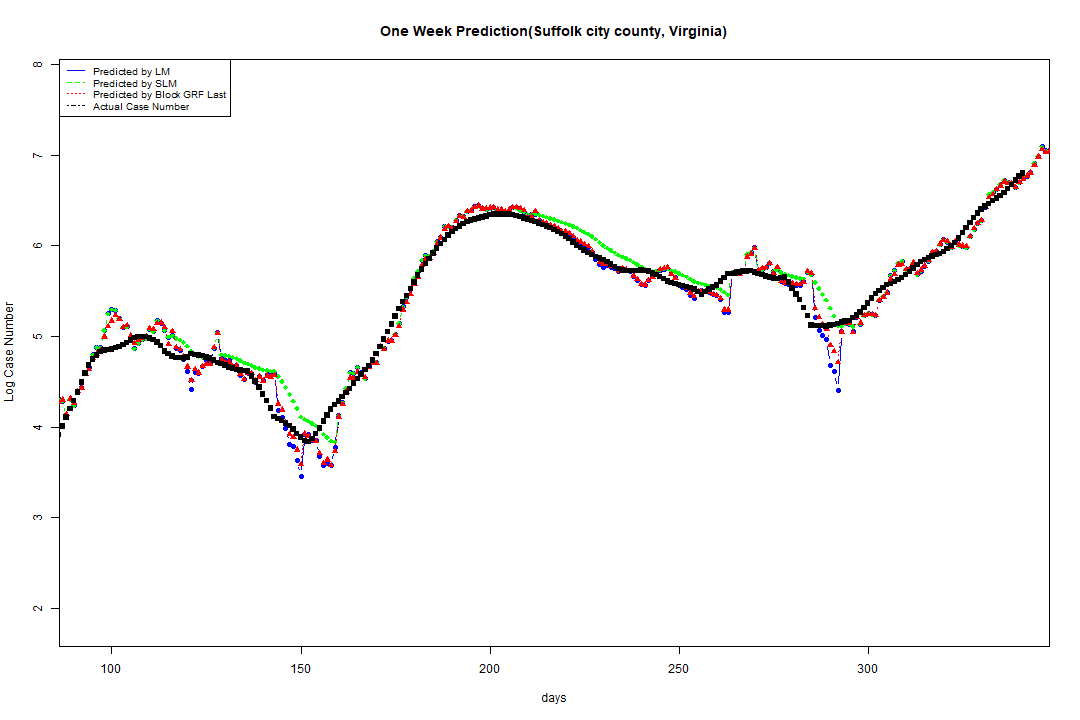 One Week Prediction(Suffolk city county, Virginia)
Predicted by LM
Predicted by SLM
Predicted by Block GRF Last
Actual Case Number
8
7
6
5
4
3
2
Log Case Number
100 150 200 250 300
days